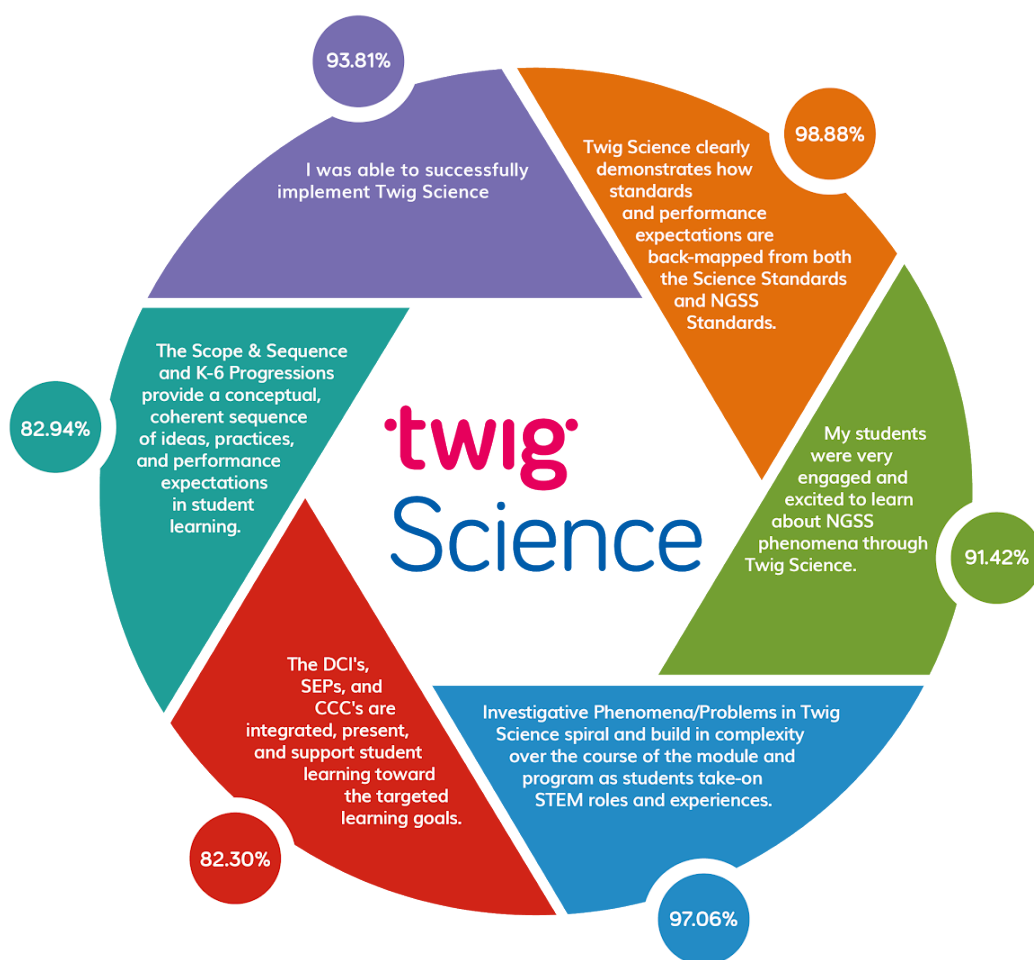 93.81%
I was able to successfully
implement Twig Science
98.88%
Twig Science clearly
demonstrates how
standards
and performance
expectations are
back-mapped from both
the Science Standards
and NGSS
Standards.
91.42%
My students
were very
engaged and
excited to learn
about NGSS
phenomena through
Twig Science.
97.06%
Investigative Phenomena/Problems in Twig
Science spiral and build in complexity
over the course of the module and
program as students take-on
STEM roles and experiences.
82.30%
The DCI's,
SEPs, and
CCC's are
integrated, present,
and support student
learning toward
the targeted
learning goals.
82.94%
The Scope & Sequence
and K-6 Progressions
provide a conceptual,
coherent sequence
of ideas, practices,
and performance
expectations
in student
learning.
twig
Science